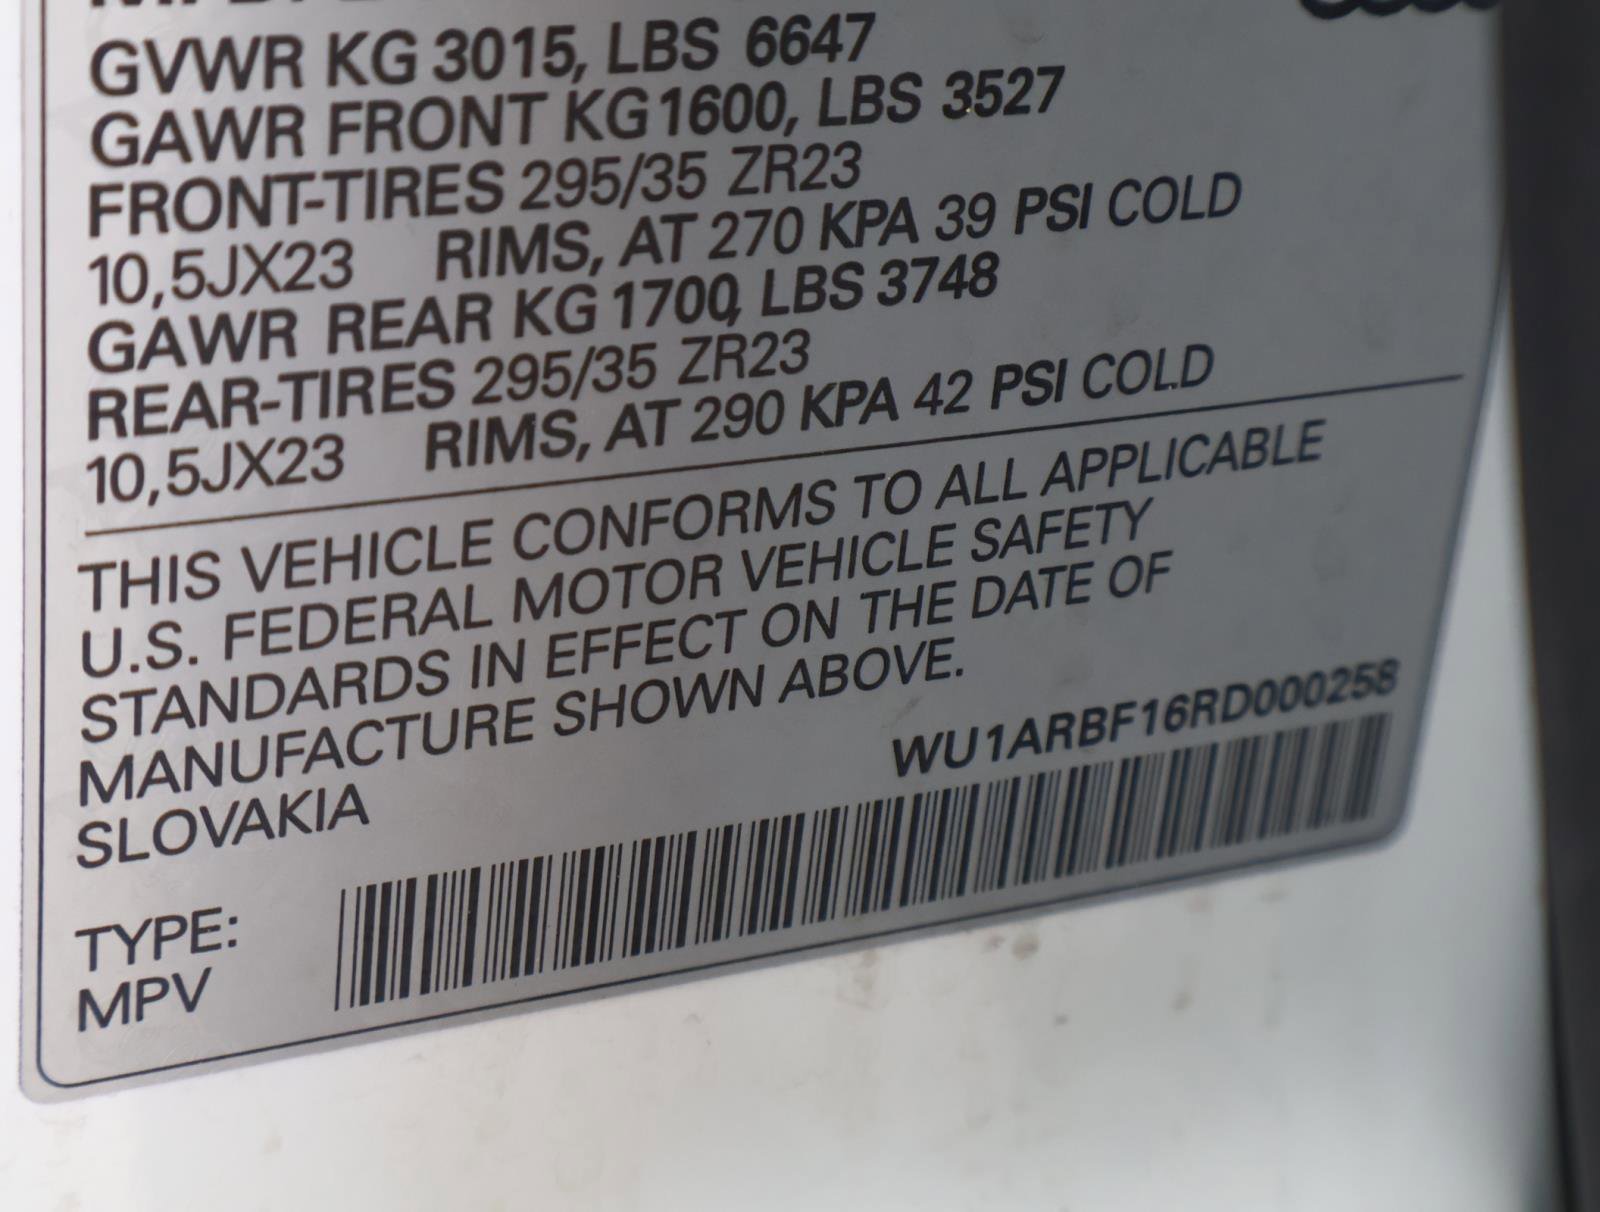 GVWR KG 3015, LBS 6647
GAWR FRONT KG 1600, LBS 3527
FRONT-TIRES 295/35 ZR23
10,5JX23 RIMS, AT 270 KPA 39 PSI COLD
GAWR REAR KG 1700, LBS 3748
REAR-TIRES 295/35 ZR23
10,5JX23 RIMS, AT 290 KPA 42 PSI COLD
THIS VEHICLE CONFORMS TO ALL APPLICABLE
U.S. FEDERAL MOTOR VEHICLE SAFETY
STANDARDS IN EFFECT ON THE DATE OF
MANUFACTURE SHOWN ABOVE.
SLOVAKIA
WU1ARBF16RD000258
TYPE:
MPV